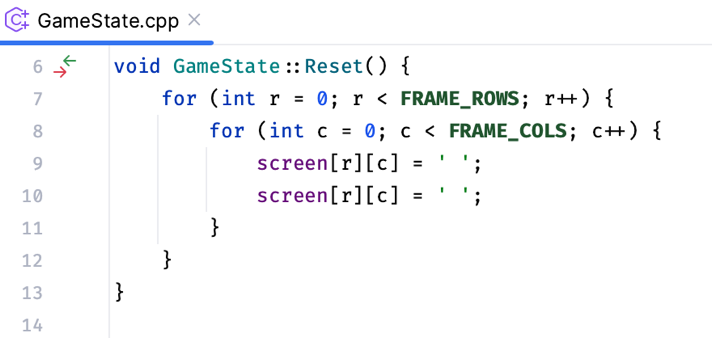 GameState.cpp
6 void GameState::Reset() {
7 for (int r = 0; r < FRAME_ROWS; r++) {
8 for (int c = 0; c < FRAME_COLS; c++) {
9 screen[r][c] = ' ';
10 screen[r][c] = ' ';
11 }
12 }
13 }
14